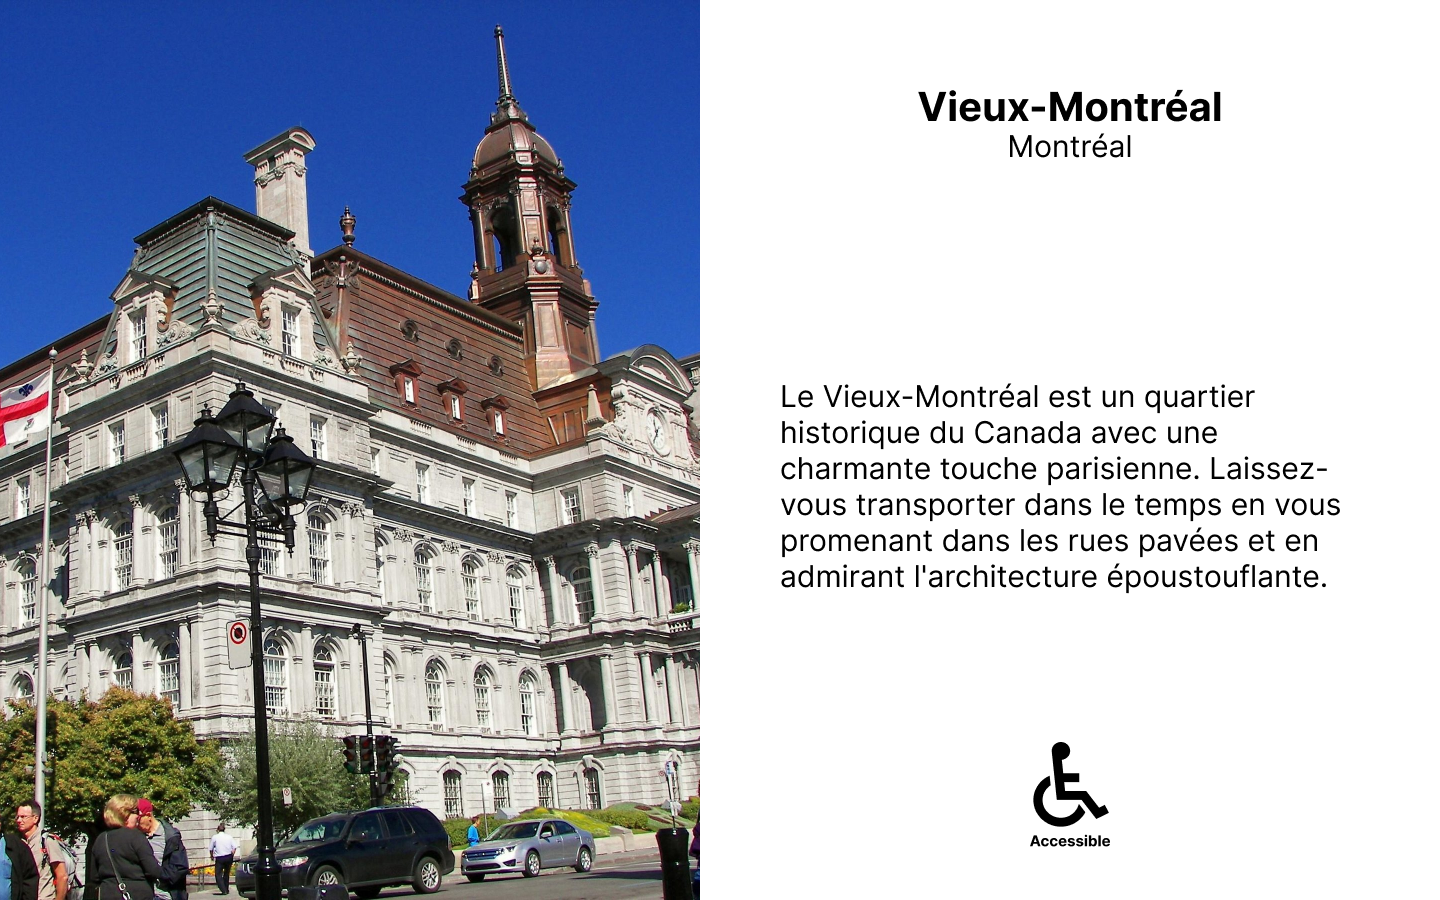 Vieux-Montréal
Montréal
Le Vieux-Montréal est un quartier
historique du Canada avec une
charmante touche parisienne. Laissez-
vous transporter dans le temps en vous
promenant dans les rues pavées et en
admirant l'architecture époustouflante.
Accessible